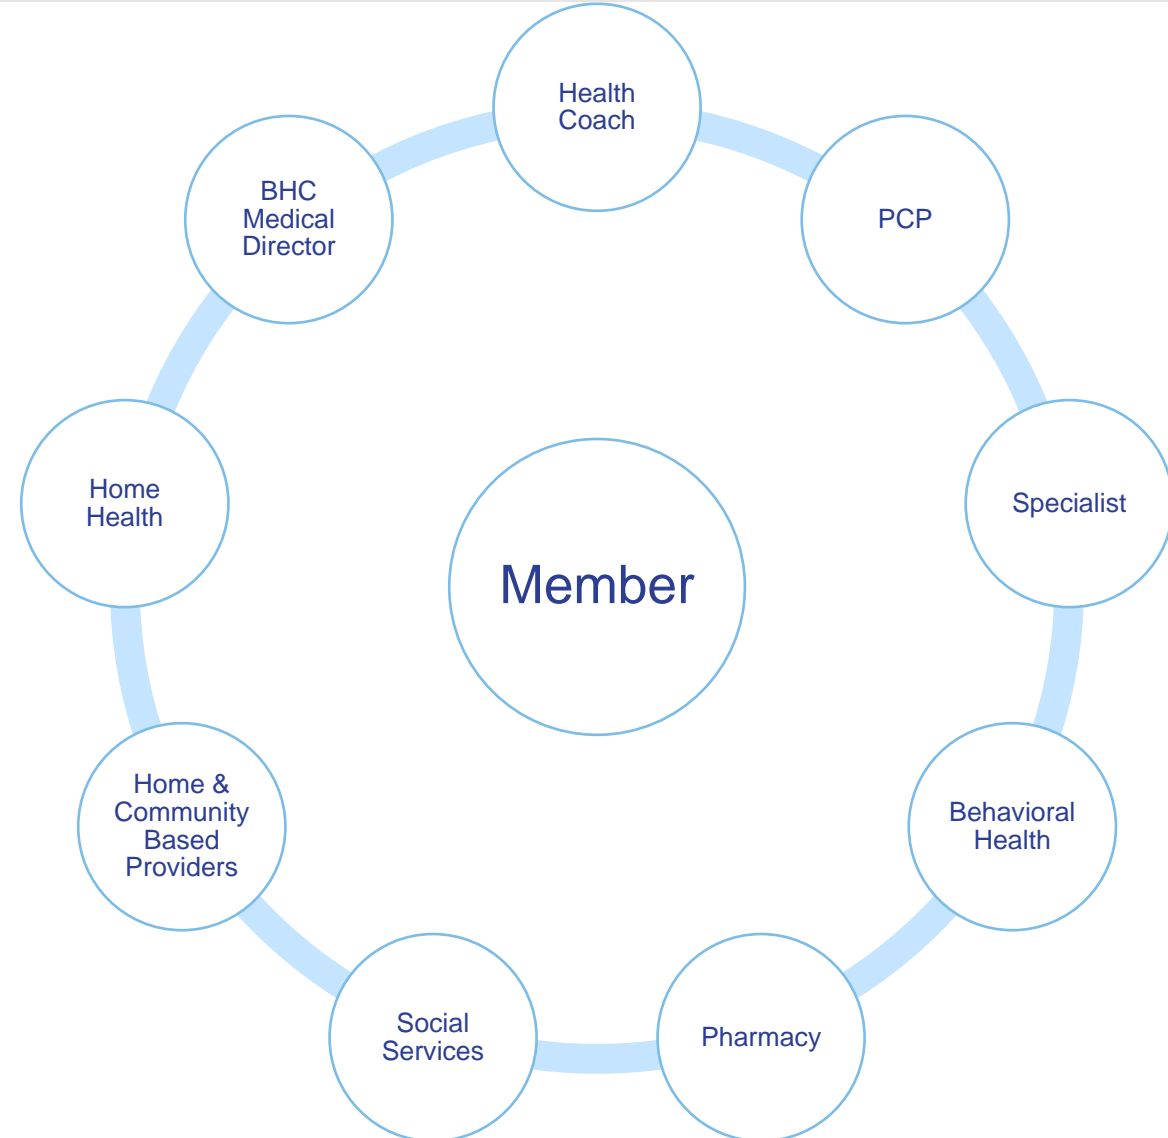 Health
Coach
PCP
Specialist
Behavioral
Health
Pharmacy
Social
Services
Home &
Community
Based
Providers
Home
Health
BHC
Medical
Director
Member